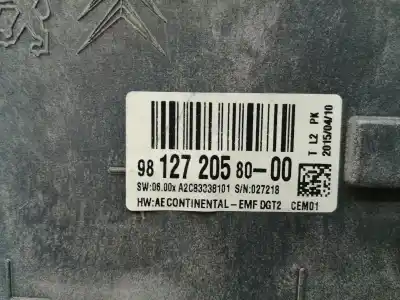 98 127 205 80-00
SW:06.00x A2C83038101 S/N:027218
HW:AE CONTINENTAL-EMF DGT2 CEM01
T L2 PK
2015/04/10